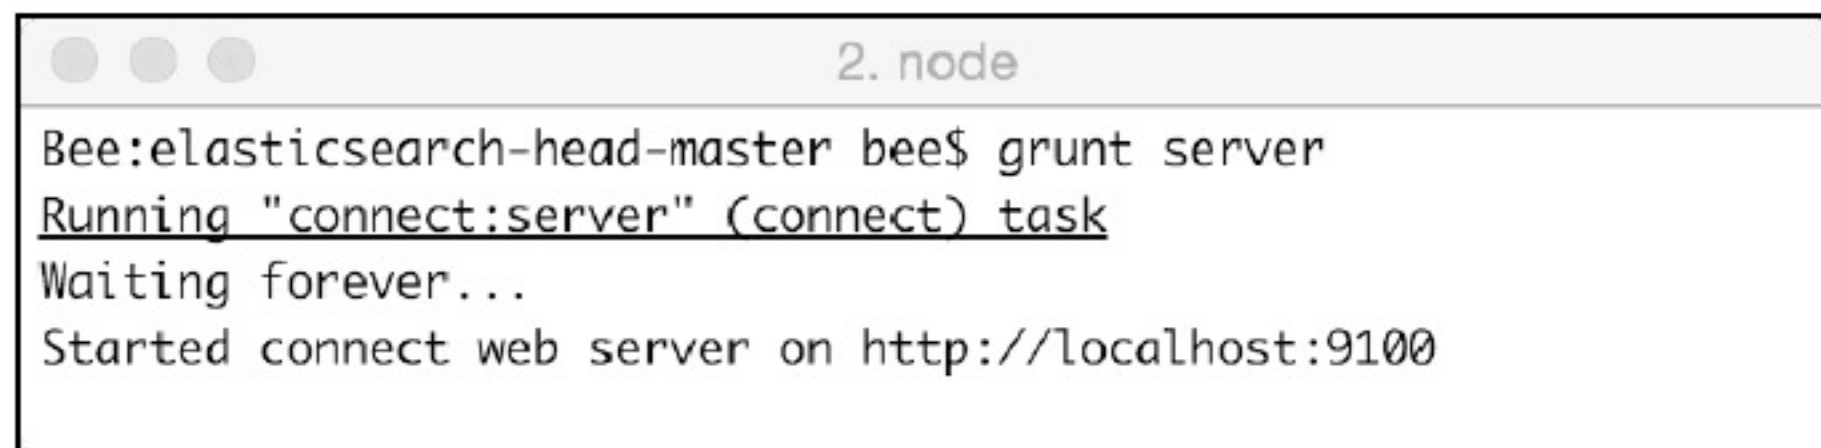 2. node
Bee:elasticsearch-head-master bee$ grunt server
Running "connect:server" (connect) task
Waiting forever...
Started connect web server on http://localhost:9100